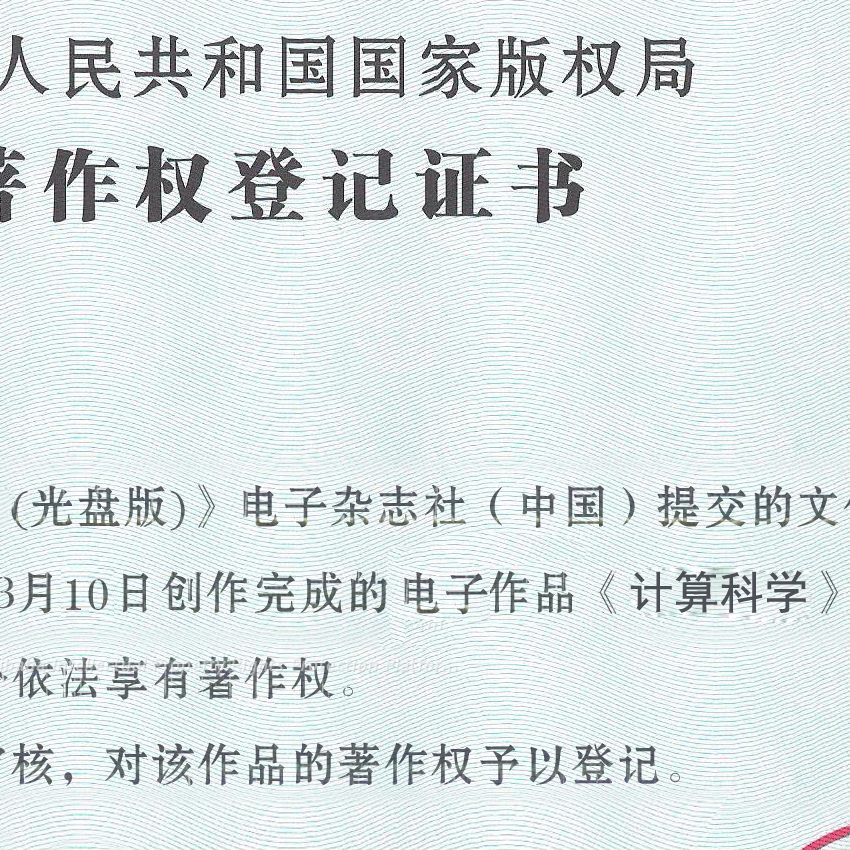 人民共和国国家版权局
著作权登记证书
(光盘版)》电子杂志社（中国）提交的文件
3月10日创作完成的 电子作品《计算科学》
依法享有著作权。
核，对该作品的著作权予以登记。